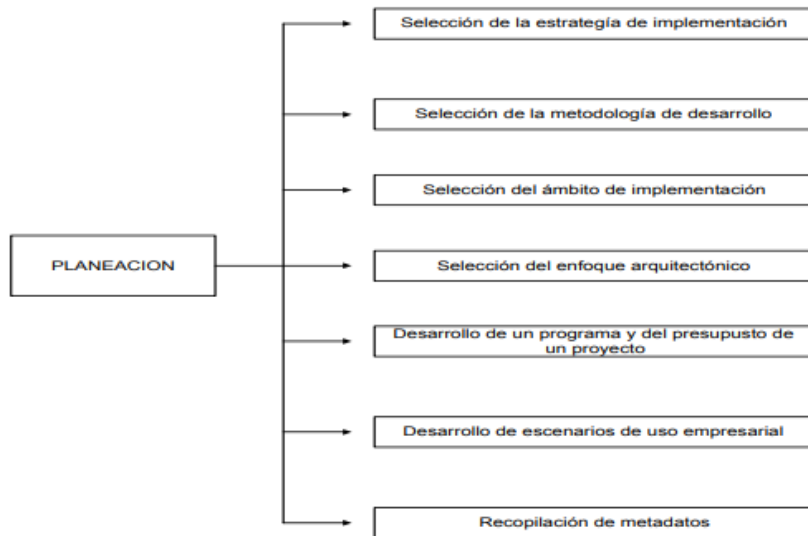 Selección de la estrategía de implementación
Selección de la metodología de desarrollo
Selección del ámbito de implementación
PLANEACION
Selección del enfoque arquitectónico
Desarrollo de un programa y del presupusto de
un proyecto
Desarrollo de escenarios de uso empresarial
Recopilación de metadatos